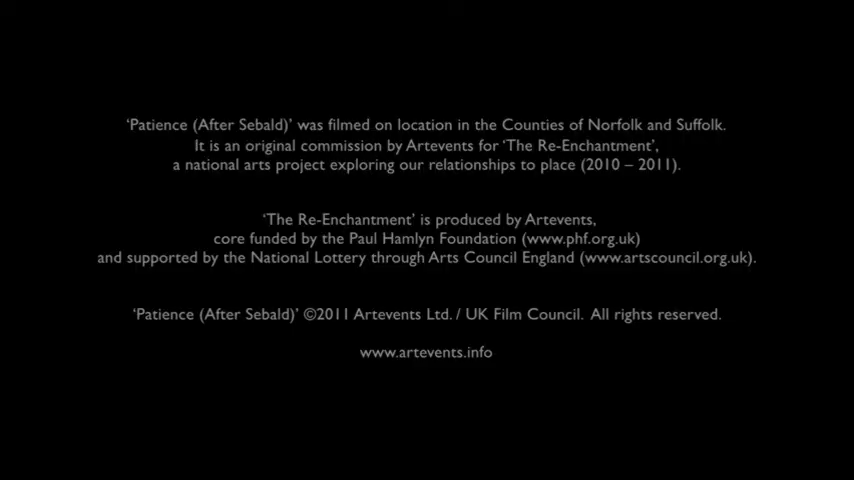 ‘Patience (After Sebald)’ was filmed on location in the Counties of Norfolk and Suffolk.
It is an original commission by Artevents for ‘The Re-Enchantment’,
a national arts project exploring our relationships to place (2010 – 2011).
‘The Re-Enchantment’ is produced by Artevents,
core funded by the Paul Hamlyn Foundation (www.phf.org.uk)
and supported by the National Lottery through Arts Council England (www.artscouncil.org.uk).
‘Patience (After Sebald)’ ©2011 Artevents Ltd. / UK Film Council. All rights reserved.
www.artevents.info